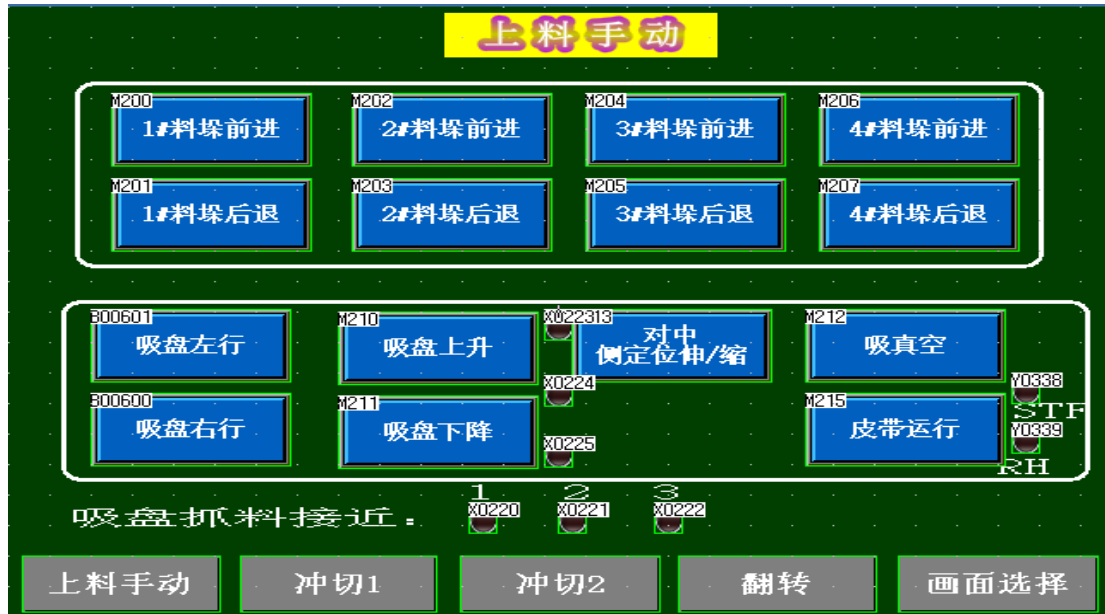 上料手动
M200 M202 M204 M206
1#料垛前进 2#料垛前进 3#料垛前进 4#料垛前进
M201 M203 M205 M207
1#料垛后退 2#料垛后退 3#料垛后退 4#料垛后退
B00601 M210 X022313 M212
吸盘左行 吸盘上升 对中 吸真空
侧定位伸/缩
X0224 Y0338
B00600 M211 M215 STF
吸盘右行 吸盘下降 皮带运行 Y0339
X0225
RH
1 2 3
吸盘抓料接近: X0220 X0221 X0222
上料手动 冲切1 冲切2 翻转 画面选择